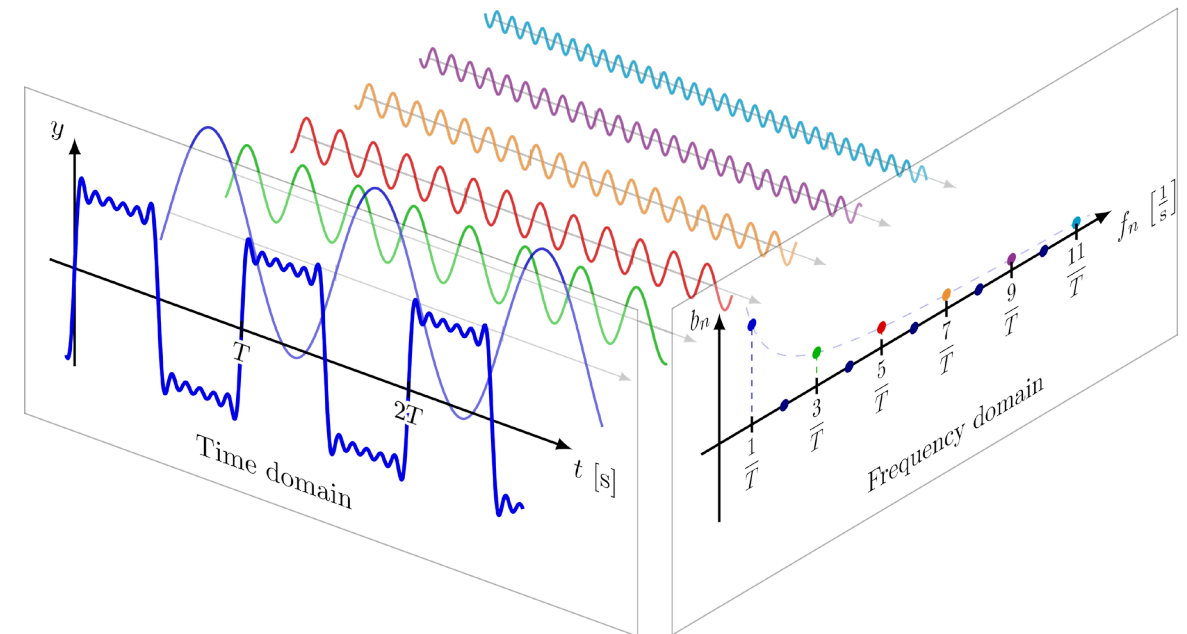 y
T
2T
t [s]
Time domain
b_n
1/T
3/T
5/T
7/T
9/T
11/T
f_n [1/s]
Frequency domain